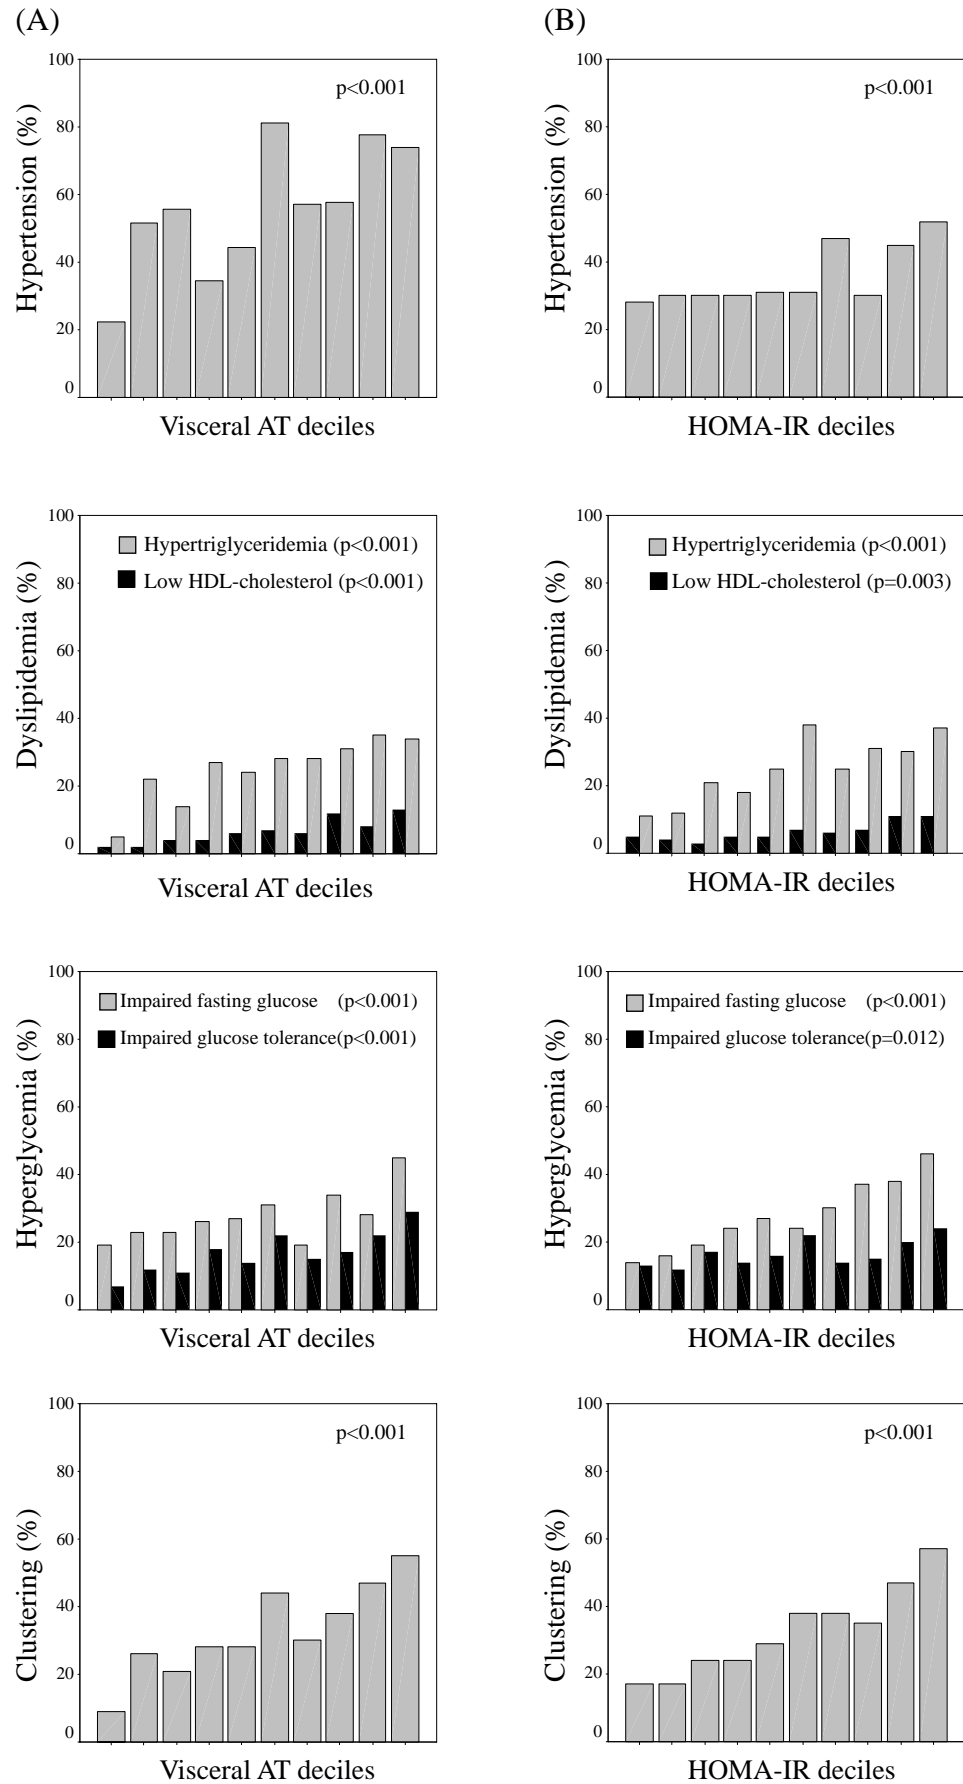 (A)
(B)
Hypertension (%)
100
80
60
40
20
0
p<0.001
Visceral AT deciles
Hypertension (%)
100
80
60
40
20
0
p<0.001
HOMA-IR deciles
Dyslipidemia (%)
100
80
60
40
20
0
Hypertriglyceridemia (p<0.001)
Low HDL-cholesterol (p<0.001)
Visceral AT deciles
Dyslipidemia (%)
100
80
60
40
20
0
Hypertriglyceridemia (p<0.001)
Low HDL-cholesterol (p=0.003)
HOMA-IR deciles
Hyperglycemia (%)
100
80
60
40
20
0
Impaired fasting glucose (p<0.001)
Impaired glucose tolerance(p<0.001)
Visceral AT deciles
Hyperglycemia (%)
100
80
60
40
20
0
Impaired fasting glucose (p<0.001)
Impaired glucose tolerance(p=0.012)
HOMA-IR deciles
Clustering (%)
100
80
60
40
20
0
p<0.001
Visceral AT deciles
Clustering (%)
100
80
60
40
20
0
p<0.001
HOMA-IR deciles